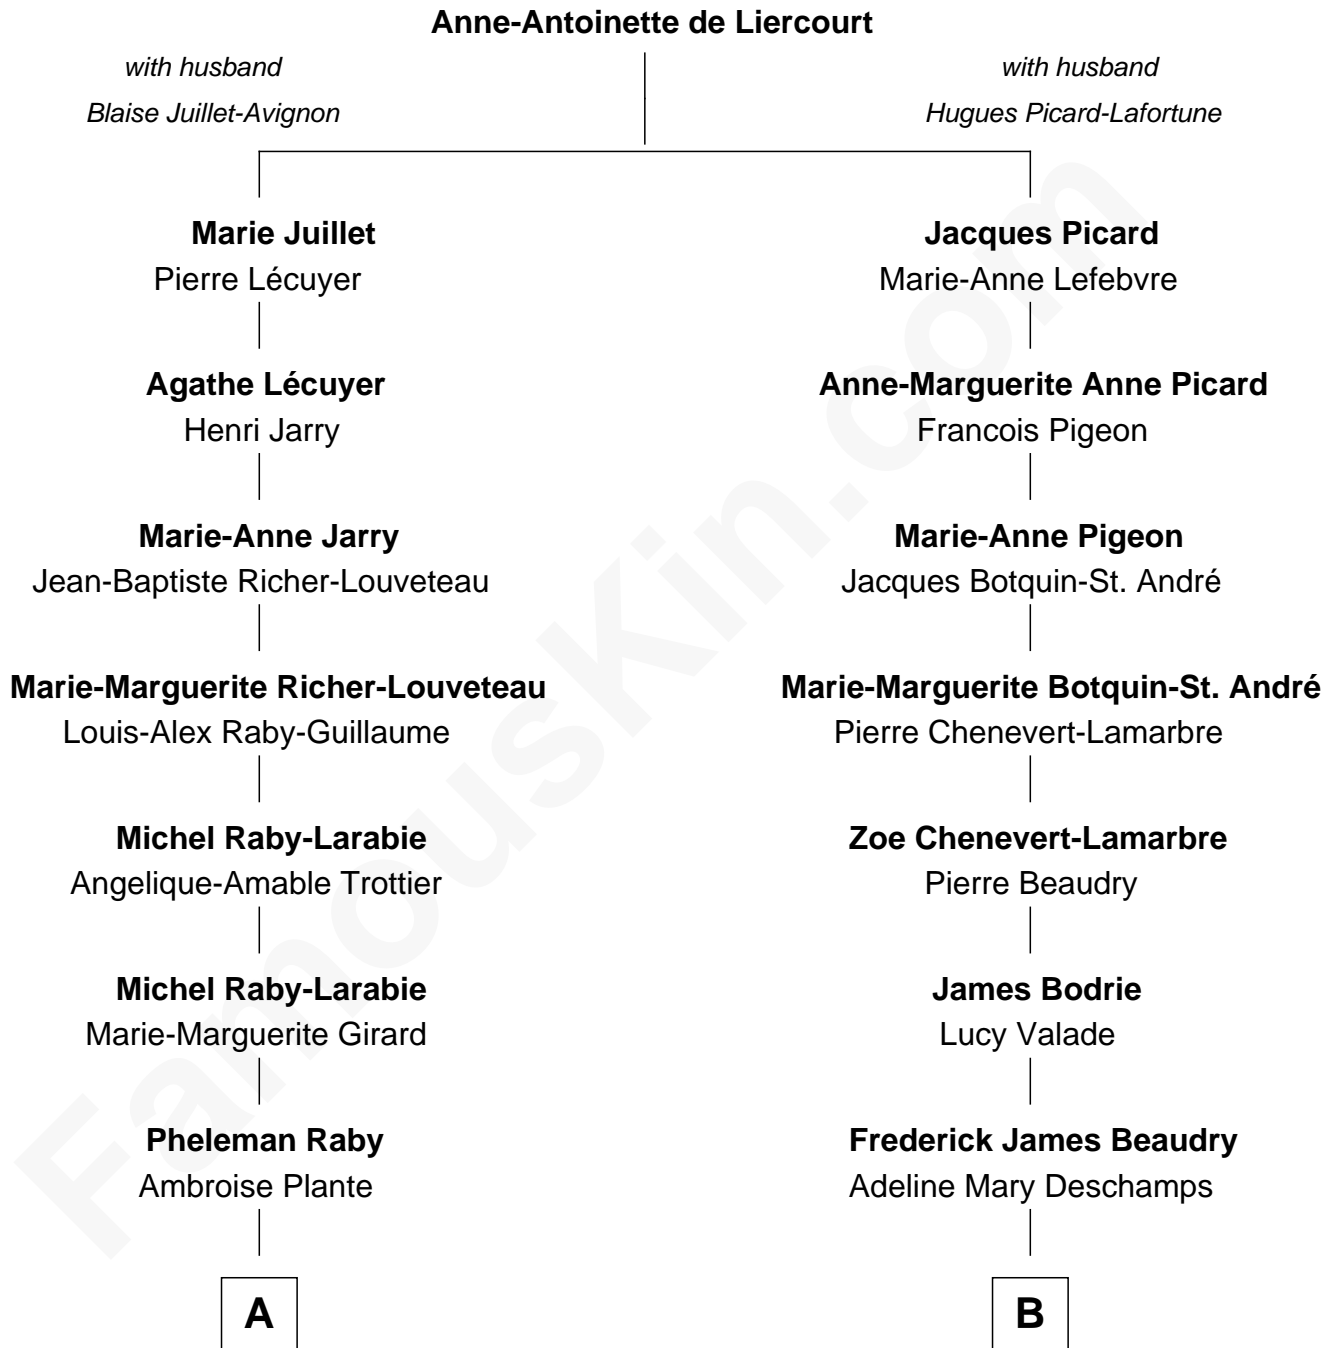 Anne-Antoinette de Liercourt
with husband
Blaise Juillet-Avignon
with husband
Hugues Picard-Lafortune
Marie Juillet
Pierre Lécuyer
Jacques Picard
Marie-Anne Lefebvre
Agathe Lécuyer
Henri Jarry
Anne-Marguerite Anne Picard
Francois Pigeon
Marie-Anne Jarry
Jean-Baptiste Richer-Louveteau
Marie-Anne Pigeon
Jacques Botquin-St. André
Marie-Marguerite Richer-Louveteau
Louis-Alex Raby-Guillaume
Marie-Marguerite Botquin-St. André
Pierre Chenevert-Lamarbre
Michel Raby-Larabie
Angelique-Amable Trottier
Zoe Chenevert-Lamarbre
Pierre Beaudry
Michel Raby-Larabie
Marie-Marguerite Girard
James Bodrie
Lucy Valade
Pheleman Raby
Ambroise Plante
Frederick James Beaudry
Adeline Mary Deschamps
A
B
FamousKin.com